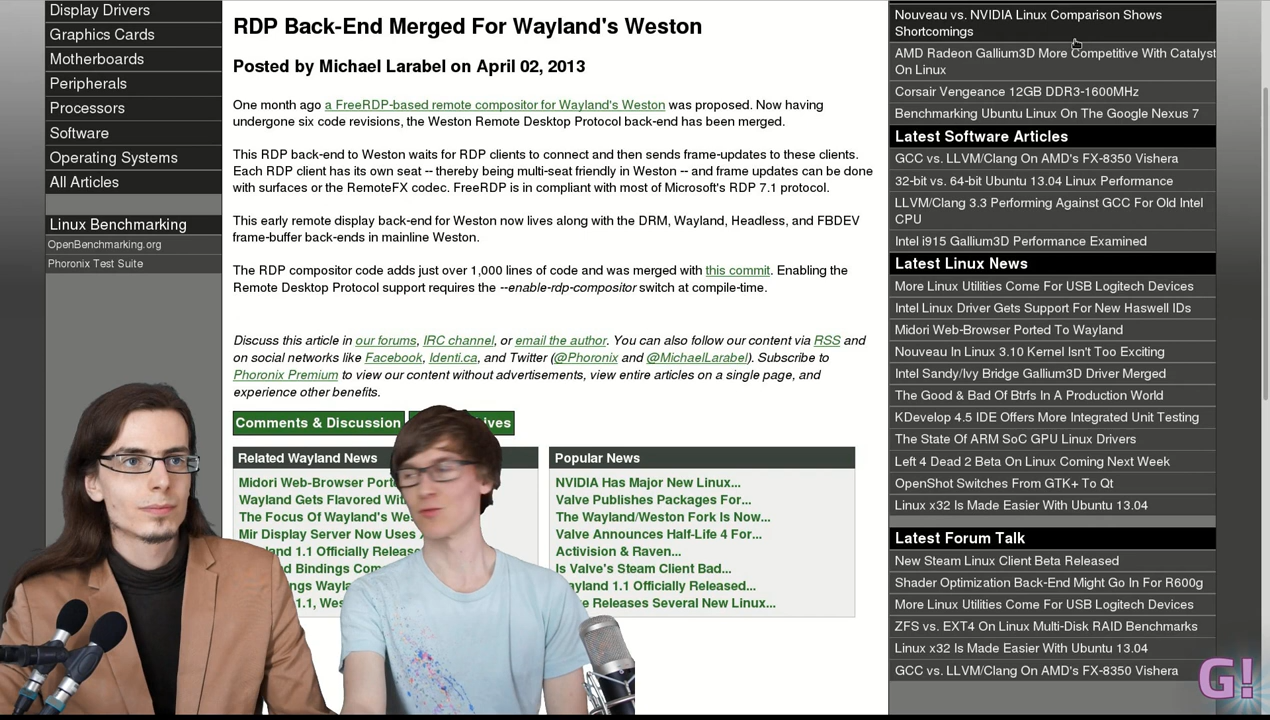 Display Drivers
Graphics Cards
Motherboards
Peripherals
Processors
Software
Operating Systems
All Articles
Linux Benchmarking
OpenBenchmarking.org
Phoronix Test Suite
RDP Back-End Merged For Wayland's Weston
Posted by Michael Larabel on April 02, 2013
One month ago a FreeRDP-based remote compositor for Wayland's Weston was proposed. Now having
undergone six code revisions, the Weston Remote Desktop Protocol back-end has been merged.
This RDP back-end to Weston waits for RDP clients to connect and then sends frame-updates to these clients.
Each RDP client has its own seat -- thereby being multi-seat friendly in Weston -- and frame updates can be done
with surfaces or the RemoteFX codec. FreeRDP is in compliant with most of Microsoft's RDP 7.1 protocol.
This early remote display back-end for Weston now lives along with the DRM, Wayland, Headless, and FBDEV
frame-buffer back-ends in mainline Weston.
The RDP compositor code adds just over 1,000 lines of code and was merged with this commit. Enabling the
Remote Desktop Protocol support requires the --enable-rdp-compositor switch at compile-time.
Discuss this article in our forums, IRC channel, or email the author. You can also follow our content via RSS and
on social networks like Facebook, Identi.ca, and Twitter (@Phoronix and @MichaelLarabel). Subscribe to
Phoronix Premium to view our content without advertisements, view entire articles on a single page, and
experience other benefits.
Comments & Discussion
Related Wayland News
Midori Web-Browser
Wayland Gets Flavored
The Focus Of Wayland's
Mir Display Server Now Uses
1.1 Officially
Bindings
1.1,
Popular News
NVIDIA Has Major New Linux...
Valve Publishes Packages For...
The Wayland/Weston Fork Is Now...
Valve Announces Half-Life 4 For...
Activision & Raven...
Is Valve's Steam Client Bad...
1.1 Officially Released...
Releases Several New Linux...
Nouveau vs. NVIDIA Linux Comparison Shows
Shortcomings
AMD Radeon Gallium3D More Competitive With Catalyst
On Linux
Corsair Vengeance 12GB DDR3-1600MHz
Benchmarking Ubuntu Linux On The Google Nexus 7
Latest Software Articles
GCC vs. LLVM/Clang On AMD's FX-8350 Vishera
32-bit vs. 64-bit Ubuntu 13.04 Linux Performance
LLVM/Clang 3.3 Performing Against GCC For Old Intel
CPU
Intel i915 Gallium3D Performance Examined
Latest Linux News
More Linux Utilities Come For USB Logitech Devices
Intel Linux Driver Gets Support For New Haswell IDs
Midori Web-Browser Ported To Wayland
Nouveau In Linux 3.10 Kernel Isn't Too Exciting
Intel Sandy/Ivy Bridge Gallium3D Driver Merged
The Good & Bad Of Btrfs In A Production World
KDevelop 4.5 IDE Offers More Integrated Unit Testing
The State Of ARM SoC GPU Linux Drivers
Left 4 Dead 2 Beta On Linux Coming Next Week
OpenShot Switches From GTK+ To Qt
Linux x32 Is Made Easier With Ubuntu 13.04
Latest Forum Talk
New Steam Linux Client Beta Released
Shader Optimization Back-End Might Go In For R600g
More Linux Utilities Come For USB Logitech Devices
ZFS vs. EXT4 On Linux Multi-Disk RAID Benchmarks
Linux x32 Is Made Easier With Ubuntu 13.04
GCC vs. LLVM/Clang On AMD's FX-8350 Vishera
G!